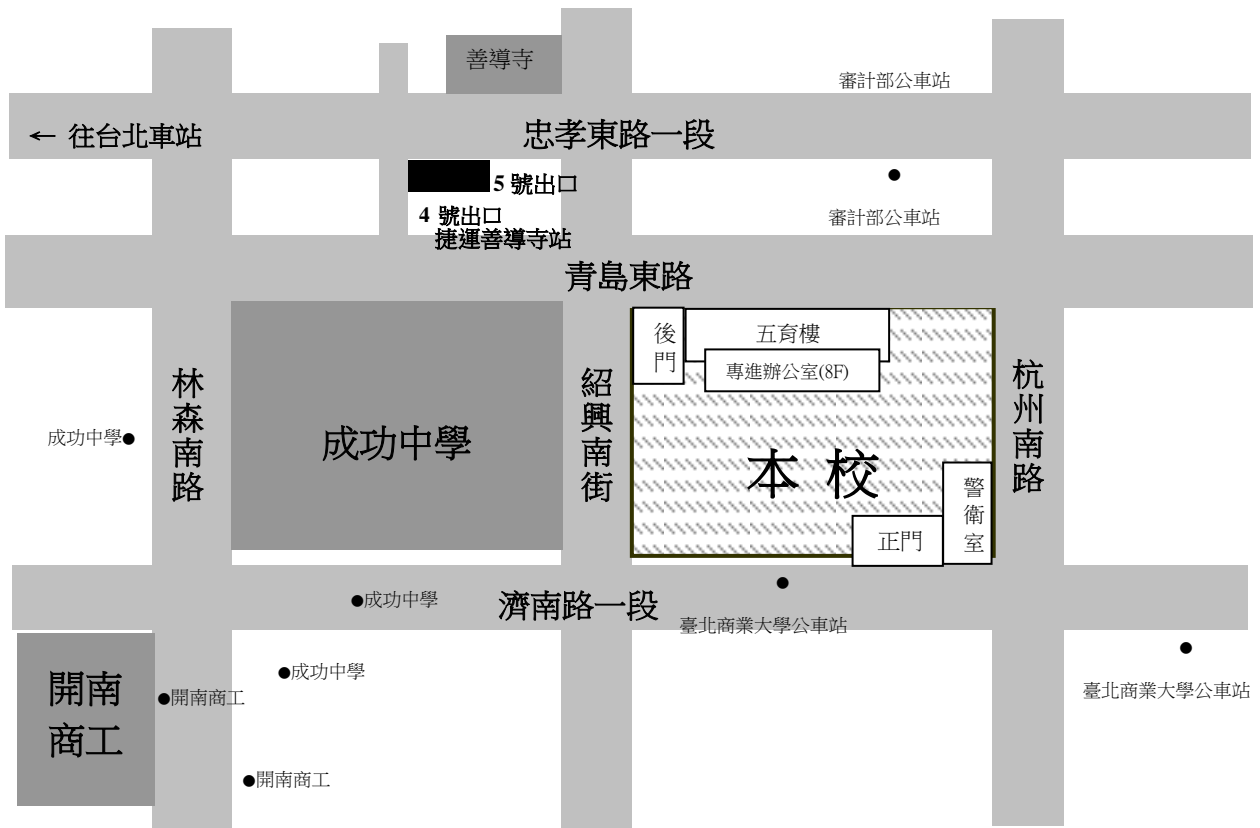 善導寺
審計部公車站
← 往台北車站
忠孝東路一段
5 號出口
4 號出口
捷運善導寺站
審計部公車站
青島東路
後門
五育樓
專進辦公室(8F)
林森南路
成功中學●
成功中學
紹興南街
本 校
杭州南路
警衛室
正門
●成功中學
濟南路一段
臺北商業大學公車站
開南
商工
●成功中學
●開南商工
臺北商業大學公車站
●開南商工